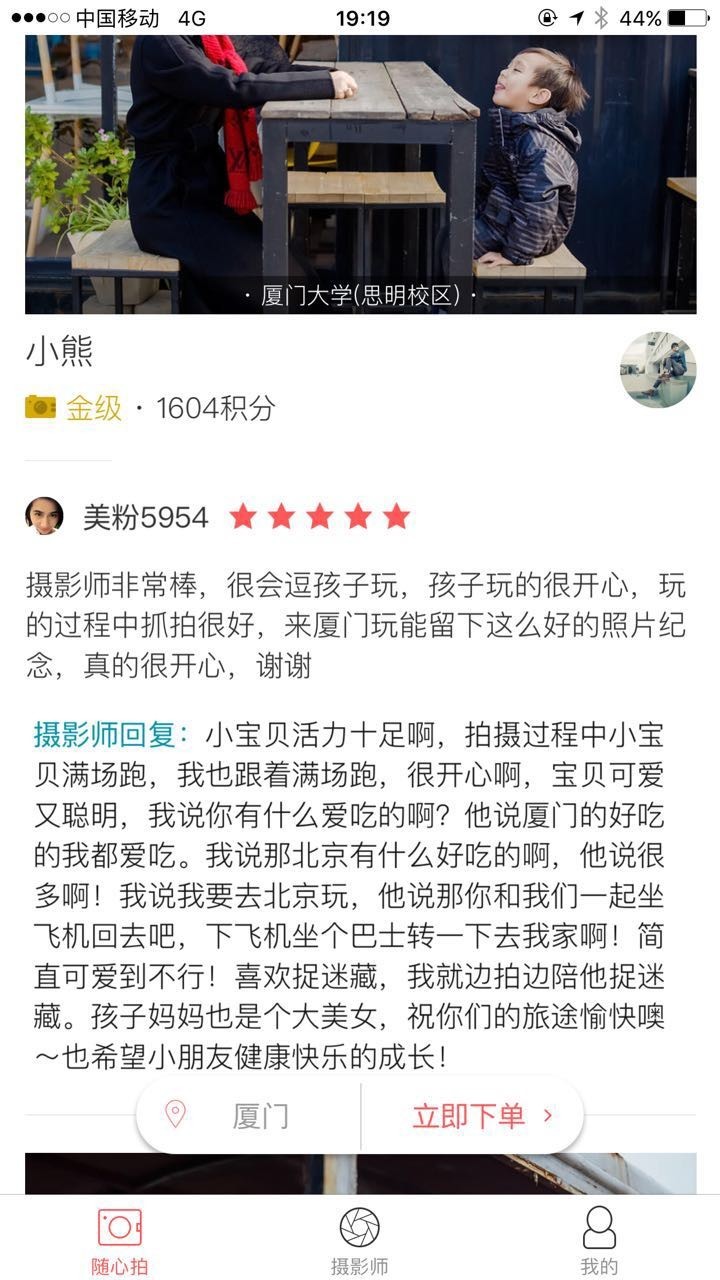 中国移动 4G 19:19 44%
· 厦门大学(思明校区) ·
小熊
金级 · 1604积分
美粉5954
摄影师非常棒，很会逗孩子玩，孩子玩的很开心，玩
的过程中抓拍很好，来厦门玩能留下这么好的照片纪
念，真的很开心，谢谢
摄影师回复：小宝贝活力十足啊，拍摄过程中小宝
贝满场跑，我也跟着满场跑，很开心啊，宝贝可爱
又聪明，我说你有什么爱吃的啊？他说厦门的好吃
的我都爱吃。我说那北京有什么好吃的啊，他说很
多啊！我说我要去北京玩，他说那你和我们一起坐
飞机回去吧，下飞机坐个巴士转一下去我家啊！简
直可爱到不行！喜欢捉迷藏，我就边拍边陪他捉迷
藏。孩子妈妈也是个大美女，祝你们的旅途愉快噢
～也希望小朋友健康快乐的成长！
厦门 立即下单
随心拍 摄影师 我的